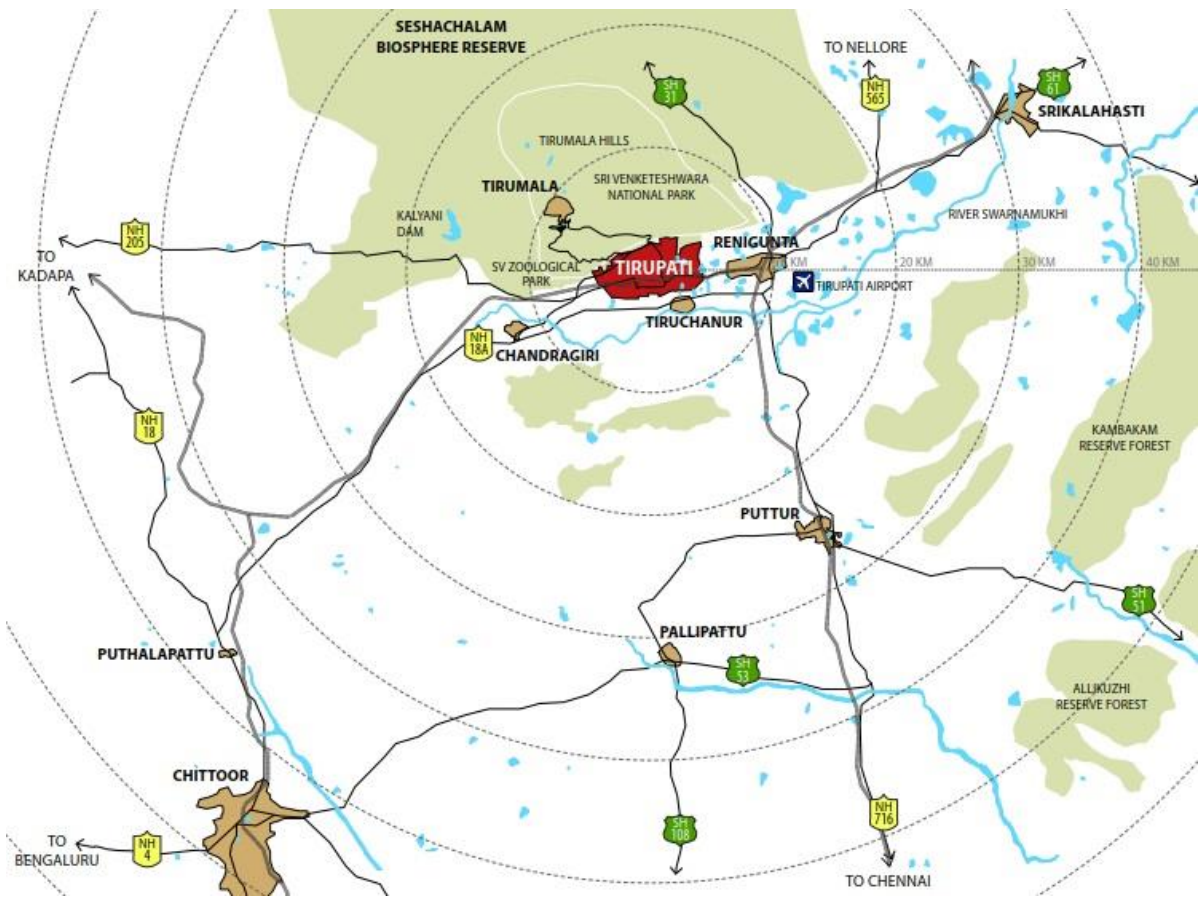 SESHACHALAM
BIOSPHERE RESERVE
TO NELLORE
SH
31
NH
565
SH
61
SRIKALAHASTI
TIRUMALA HILLS
TIRUMALA
SRI VENKETESHWARA
NATIONAL PARK
KALYANI
DAM
RIVER SWARNAMUKHI
NH
205
TO
KADAPA
RENIGUNTA
SV ZOOLOGICAL
PARK
TIRUPATI
KM
20 KM
30 KM
40 KM
TIRUPATI AIRPORT
TIRUCHANUR
NH
18A
CHANDRAGIRI
NH
18
KAMBAKAM
RESERVE FOREST
PUTTUR
SH
51
PUTHALAPATTU
PALLIPATTU
SH
53
ALLIKUZHI
RESERVE FOREST
CHITTOOR
TO
BENGALURU
NH
4
SH
108
NH
716
TO CHENNAI